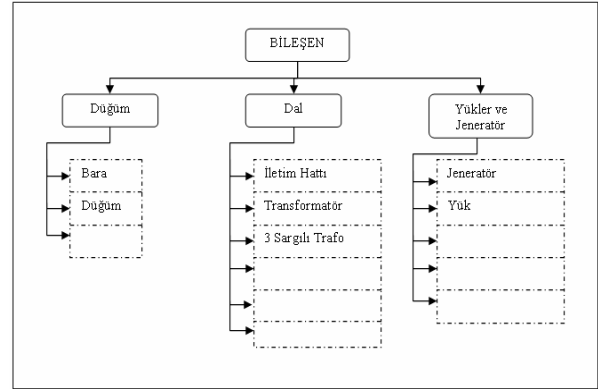 BİLEŞEN
Düğüm
Bara
Düğüm
Dal
İletim Hattı
Transformatör
3 Sargılı Trafo
Yükler ve
Jeneratör
Jeneratör
Yük